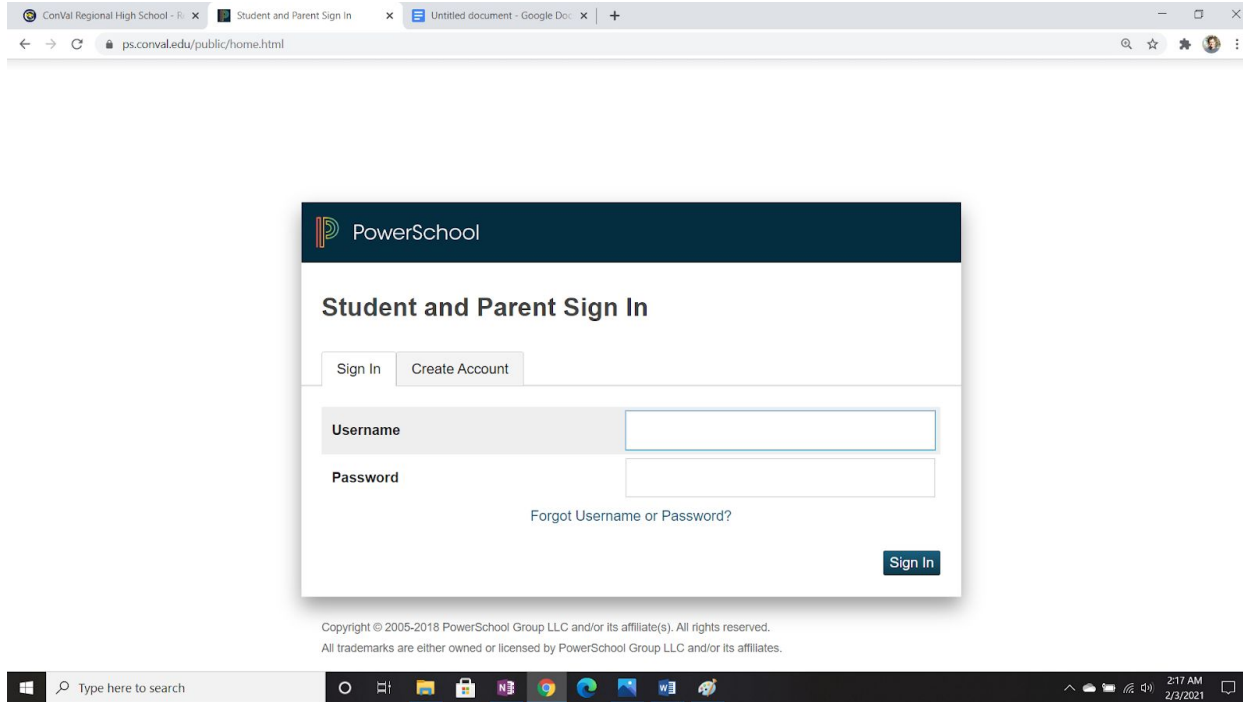 ConVal Regional High School - R
Student and Parent Sign In
Untitled document - Google Doc
ps.conval.edu/public/home.html
PowerSchool
Student and Parent Sign In
Sign In
Create Account
Username
Password
Forgot Username or Password?
Sign In
Copyright © 2005-2018 PowerSchool Group LLC and/or its affiliate(s). All rights reserved.
All trademarks are either owned or licensed by PowerSchool Group LLC and/or its affiliates.
Type here to search
2:17 AM
2/3/2021